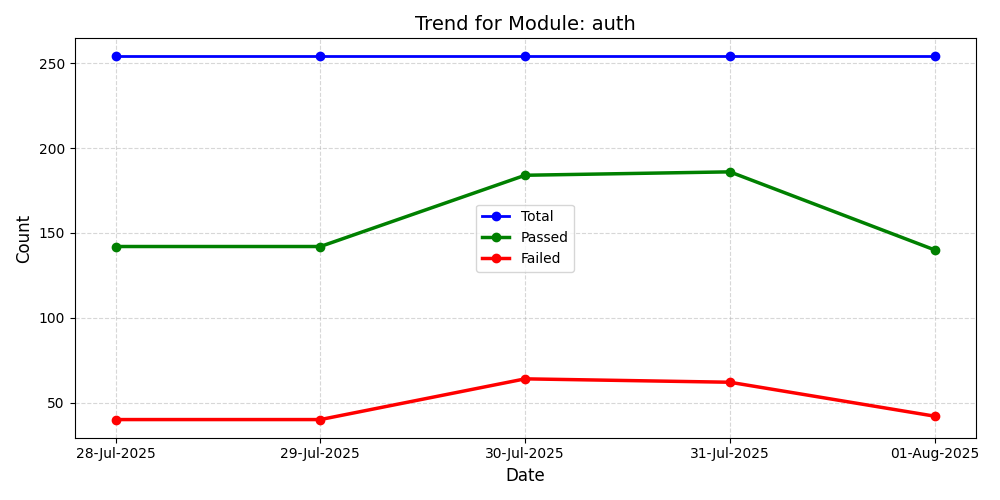 Trend for Module: auth
Count
250
200
150
100
50
Total
Passed
Failed
28-Jul-2025
29-Jul-2025
30-Jul-2025
31-Jul-2025
01-Aug-2025
Date